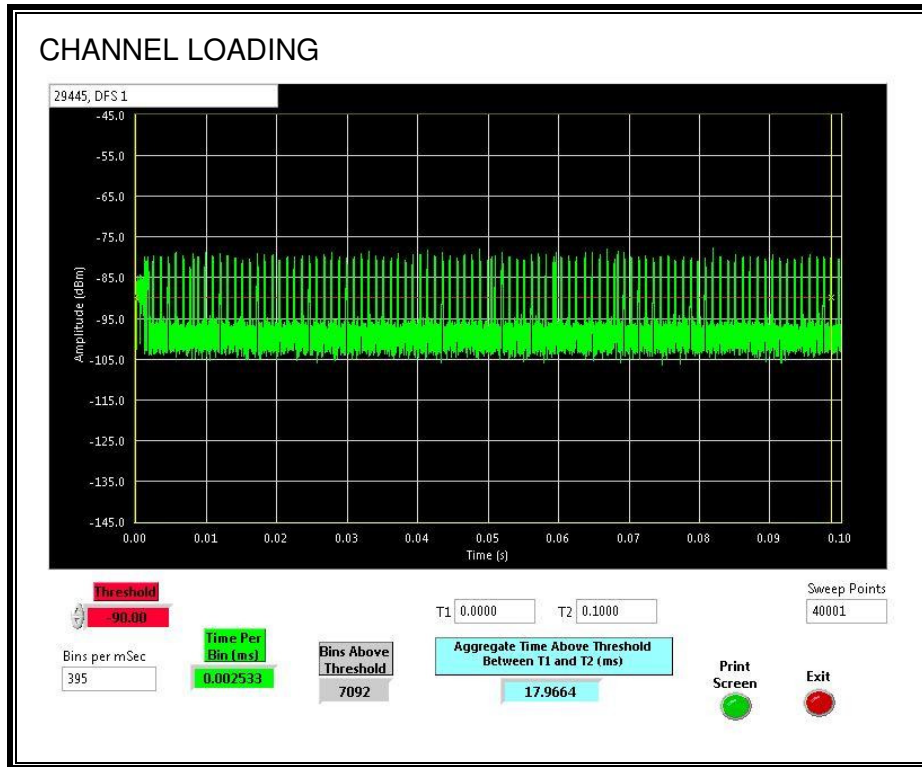 CHANNEL LOADING
29445, DFS 1
-45.0
-55.0
-65.0
-75.0
-85.0
-95.0
-105.0
-115.0
-125.0
-135.0
-145.0
Amplitude (dBm)
0.00 0.01 0.02 0.03 0.04 0.05 0.06 0.07 0.08 0.09 0.10
Time (s)
Threshold
-90.00
Bins per mSec
395
Time Per
Bin (ms)
0.002533
Bins Above
Threshold
7092
T1 0.0000 T2 0.1000
Aggregate Time Above Threshold
Between T1 and T2 (ms)
17.9664
Sweep Points
40001
Print
Screen
Exit